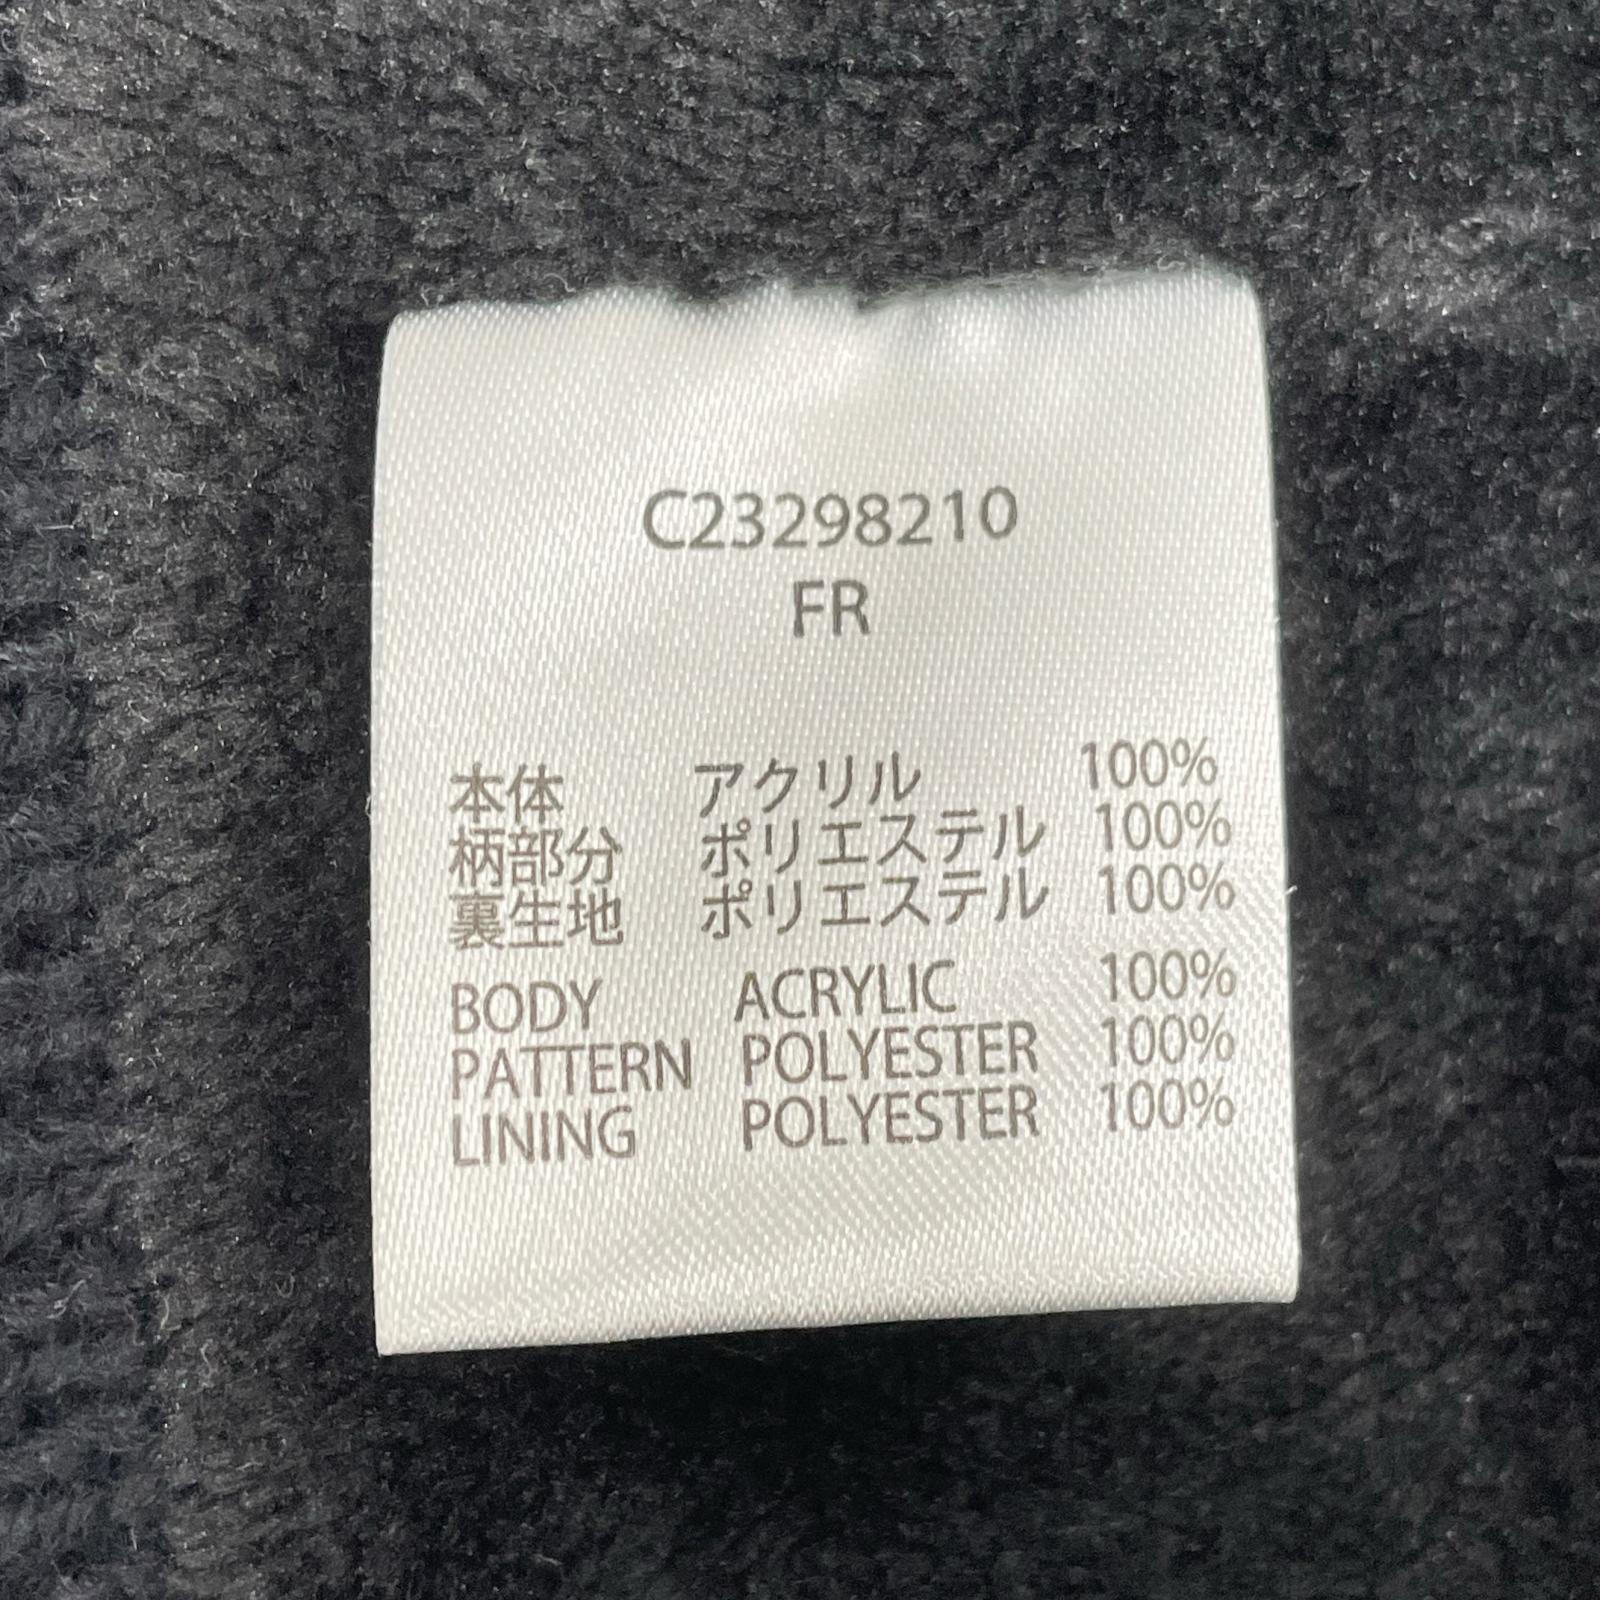 C23298210
FR
本体 アクリル 100%
柄部分 ポリエステル 100%
裏生地 ポリエステル 100%
BODY ACRYLIC 100%
PATTERN POLYESTER 100%
LINING POLYESTER 100%